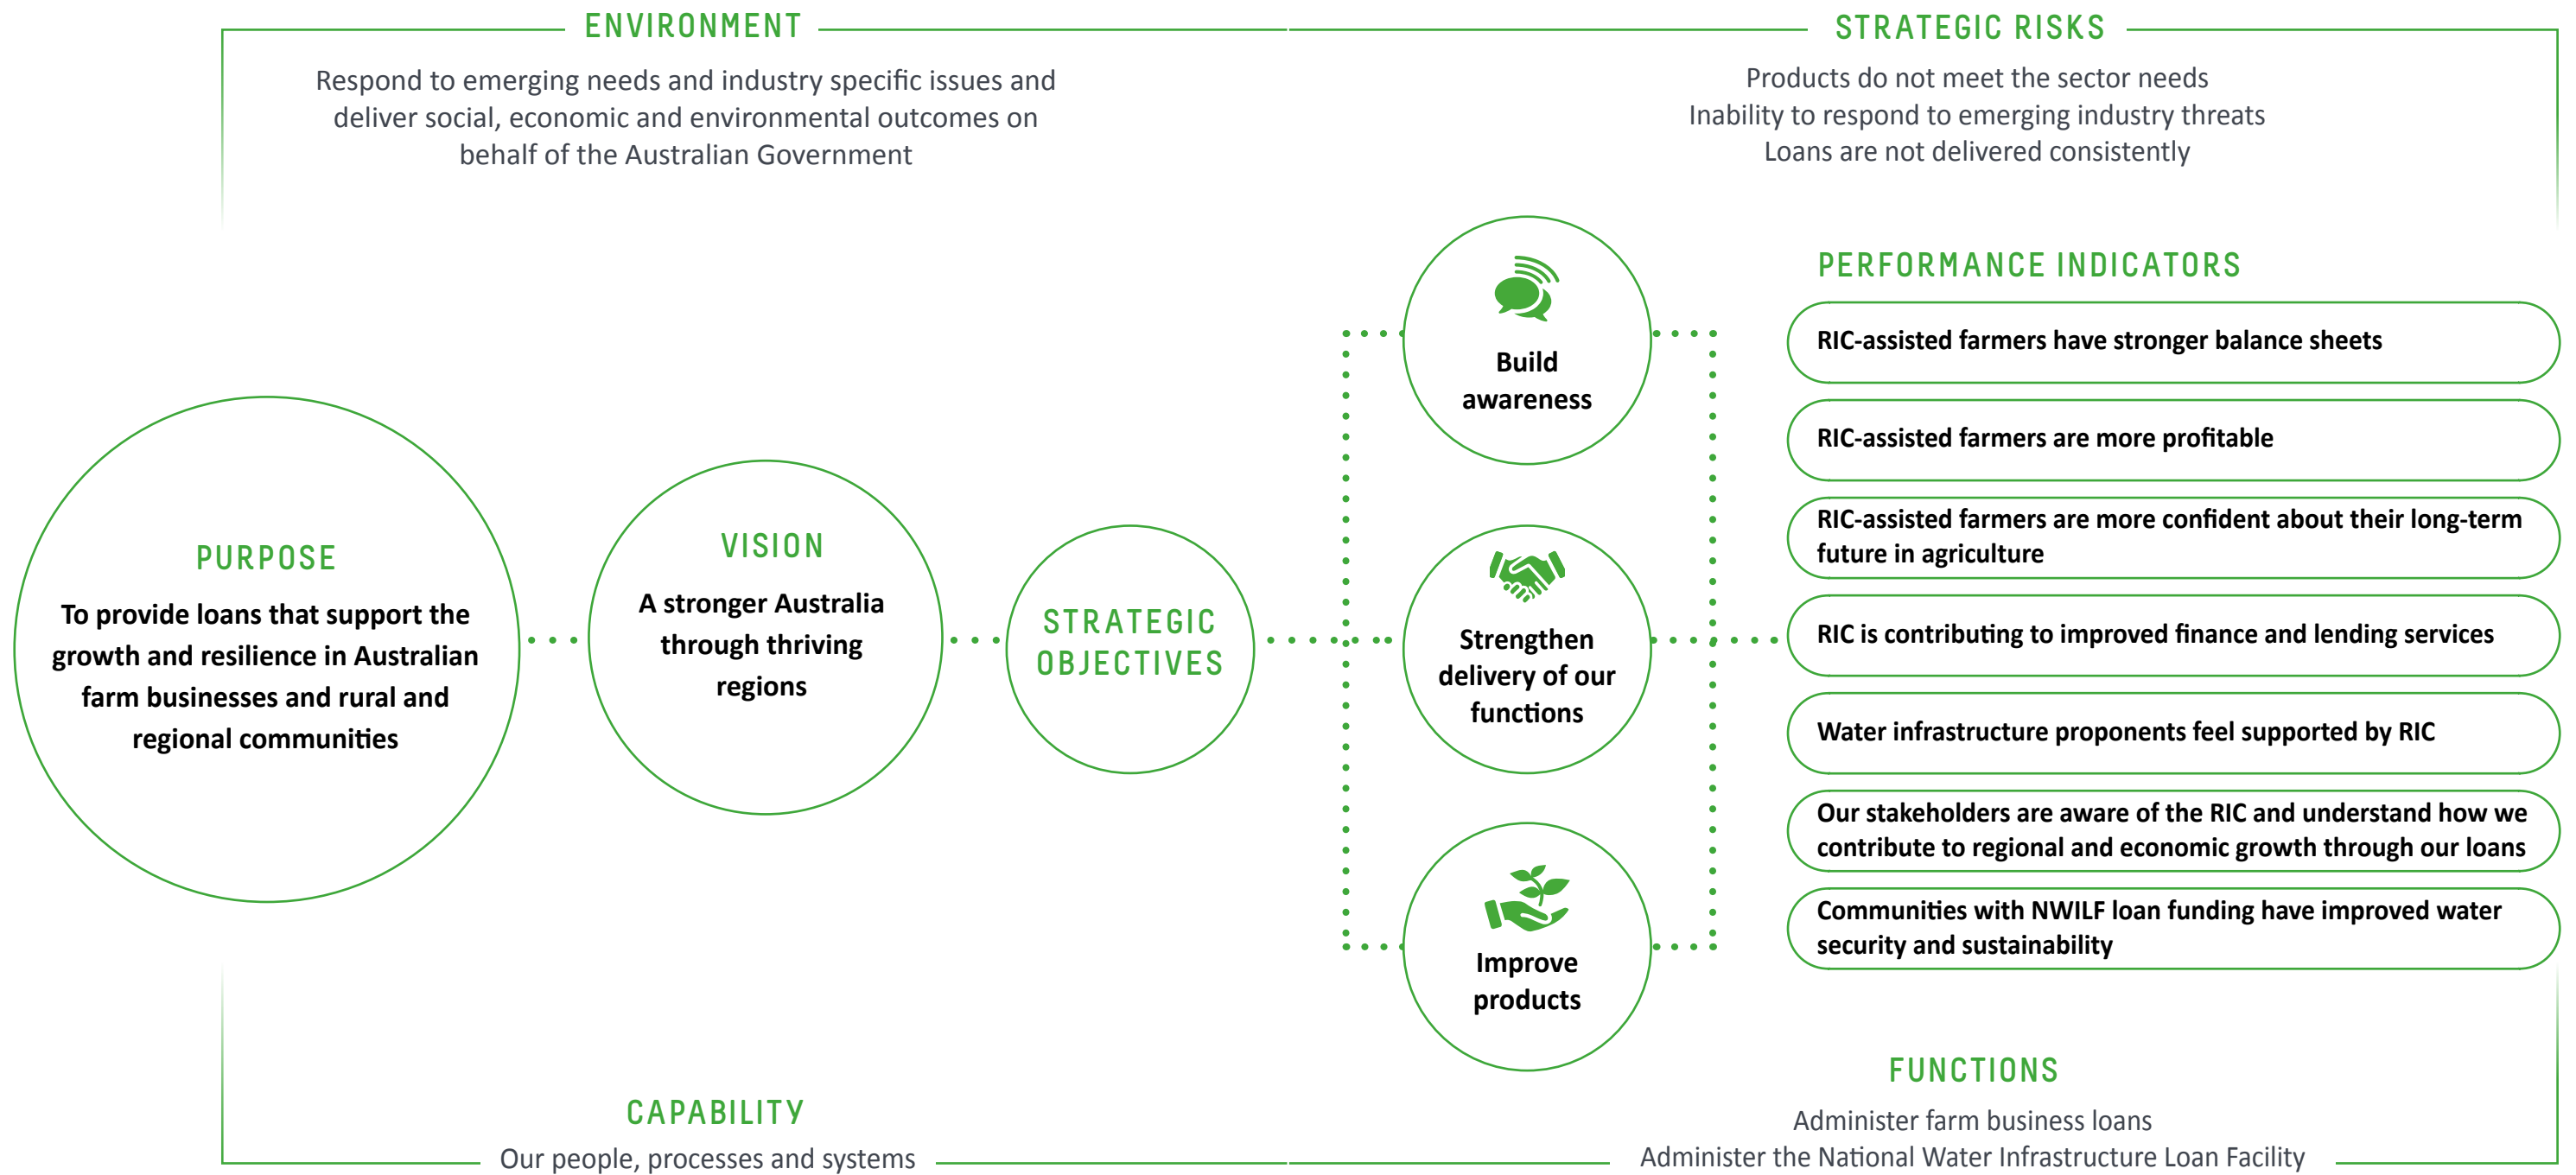 ENVIRONMENT
Respond to emerging needs and industry specific issues and
deliver social, economic and environmental outcomes on
behalf of the Australian Government
STRATEGIC RISKS
Products do not meet the sector needs
Inability to respond to emerging industry threats
Loans are not delivered consistently
PURPOSE
To provide loans that support the
growth and resilience in Australian
farm businesses and rural and
regional communities
VISION
A stronger Australia
through thriving
regions
STRATEGIC
OBJECTIVES
Build
awareness
Strengthen
delivery of our
functions
Improve
products
PERFORMANCE INDICATORS
RIC-assisted farmers have stronger balance sheets
RIC-assisted farmers are more profitable
RIC-assisted farmers are more confident about their long-term
future in agriculture
RIC is contributing to improved finance and lending services
Water infrastructure proponents feel supported by RIC
Our stakeholders are aware of the RIC and understand how we
contribute to regional and economic growth through our loans
Communities with NWILF loan funding have improved water
security and sustainability
CAPABILITY
Our people, processes and systems
FUNCTIONS
Administer farm business loans
Administer the National Water Infrastructure Loan Facility